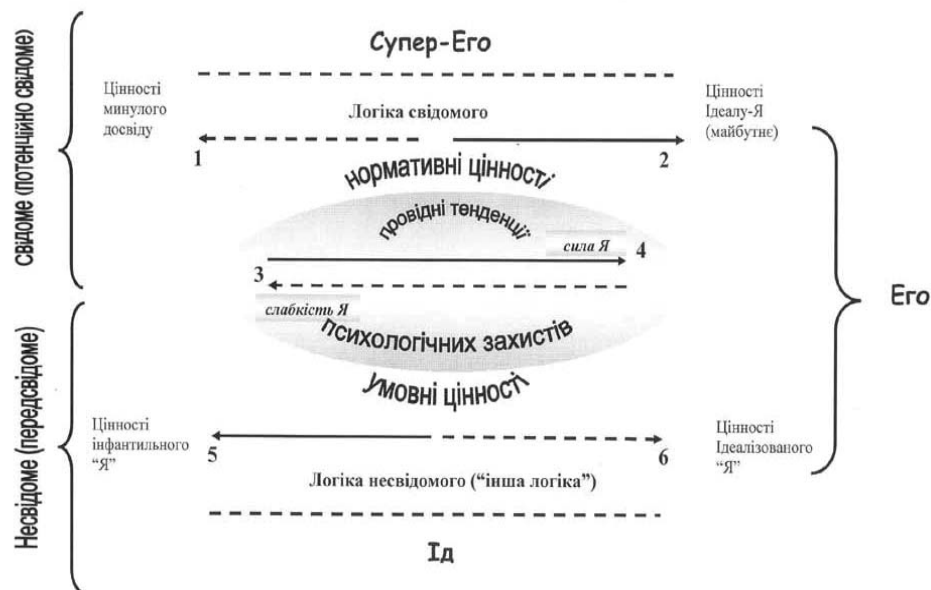 Супер-Его
Цінності
минулого
досвіду
Логіка свідомого
Цінності
Ідеалу-Я
(майбутнє)
1
2
нормативні цінності
провідні тенденції
сила Я
4
3
слабкість Я
психологічних захистів
умовні цінності
Цінності
інфантильного
“Я”
5
6
Цінності
Ідеалізованого
“Я”
Логіка несвідомого (“інша логіка”)
Ід
свідоме (потенційно свідоме)
Несвідоме (передсвідоме)
Его